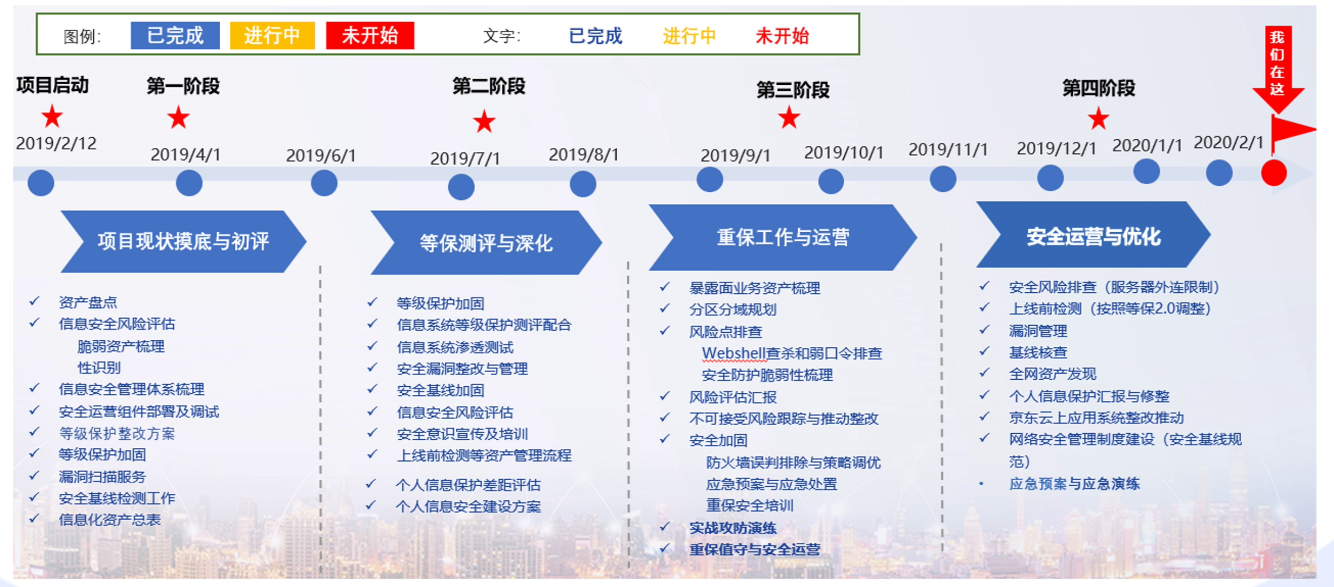 图例:
已完成
进行中
未开始
文字:
已完成
进行中
未开始
我们在这
项目启动
第一阶段
第二阶段
第三阶段
第四阶段
2019/2/12
2019/4/1
2019/6/1
2019/7/1
2019/8/1
2019/9/1
2019/10/1
2019/11/1
2019/12/1
2020/1/1
2020/2/1
项目现状摸底与初评
✓ 资产盘点
✓ 信息安全风险评估
脆弱资产梳理
性识别
✓ 信息安全管理体系梳理
✓ 安全运营组件部署及调试
✓ 等级保护整改方案
✓ 等级保护加固
✓ 漏洞扫描服务
✓ 安全基线检测工作
✓ 信息化资产总表
等保测评与深化
✓ 等级保护加固
✓ 信息系统等级保护测评配合
✓ 信息系统渗透测试
✓ 安全漏洞整改与管理
✓ 安全基线加固
✓ 信息安全风险评估
✓ 安全意识宣传及培训
✓ 上线前检测等资产管理流程
✓ 个人信息保护差距评估
✓ 个人信息安全建设方案
重保工作与运营
✓ 暴露面业务资产梳理
✓ 分区分域规划
✓ 风险点排查
Webshell查杀和弱口令排查
安全防护脆弱性梳理
✓ 风险评估汇报
✓ 不可接受风险跟踪与推动整改
✓ 安全加固
防火墙误判排除与策略调优
应急预案与应急处置
重保安全培训
✓ 实战攻防演练
✓ 重保值守与安全运营
安全运营与优化
✓ 安全风险排查（服务器外连限制）
✓ 上线前检测（按照等保2.0调整）
✓ 漏洞管理
✓ 基线核查
✓ 全网资产发现
✓ 个人信息保护汇报与修整
✓ 京东云上应用系统整改推动
✓ 网络安全管理制度建设（安全基线规
范）
• 应急预案与应急演练